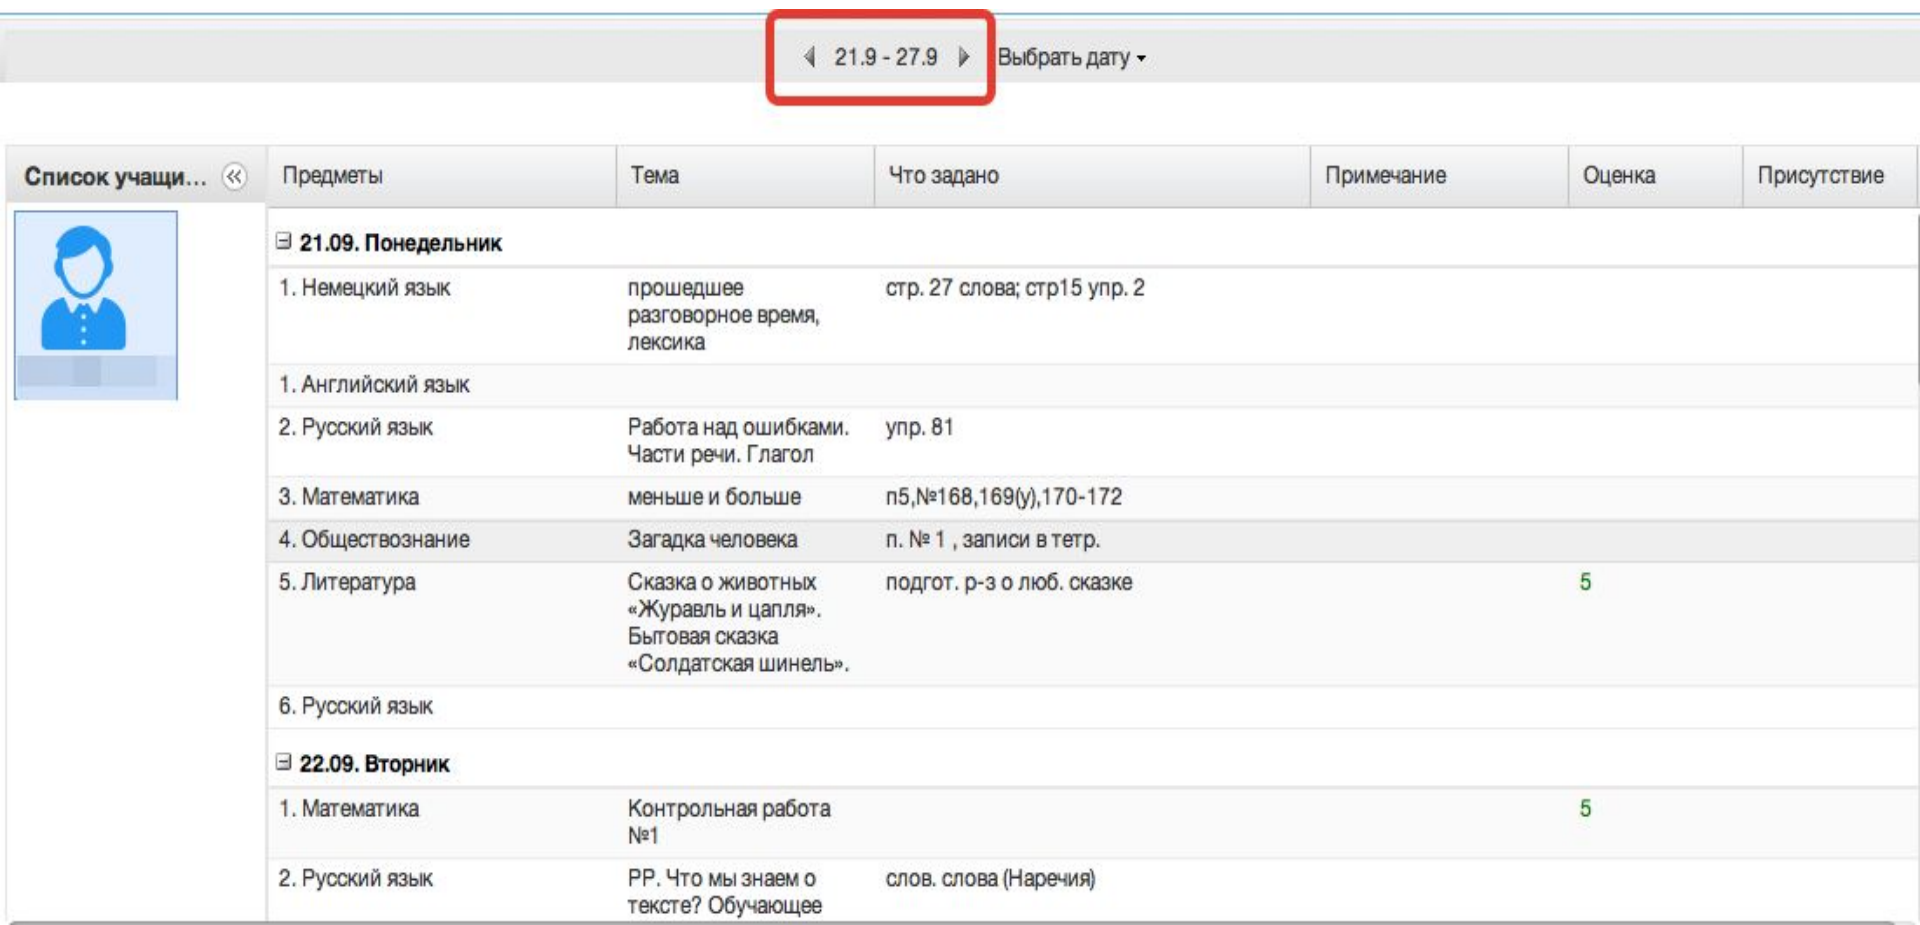 21.9 - 27.9 Выбрать дату
Список учащи... Предметы Тема Что задано Примечание Оценка Присутствие
21.09. Понедельник
1. Немецкий язык прошедшее стр. 27 слова; стр15 упр. 2
разговорное время,
лексика
1. Английский язык
2. Русский язык Работа над ошибками. упр. 81
Части речи. Глагол
3. Математика меньше и больше п5,№168,169(у),170-172
4. Обществознание Загадка человека п. № 1 , записи в тетр.
5. Литература Сказка о животных подгот. р-з о люб. сказке 5
«Журавль и цапля».
Бытовая сказка
«Солдатская шинель».
6. Русский язык
22.09. Вторник
1. Математика Контрольная работа 5
№1
2. Русский язык РР. Что мы знаем о слов. слова (Наречия)
тексте? Обучающее